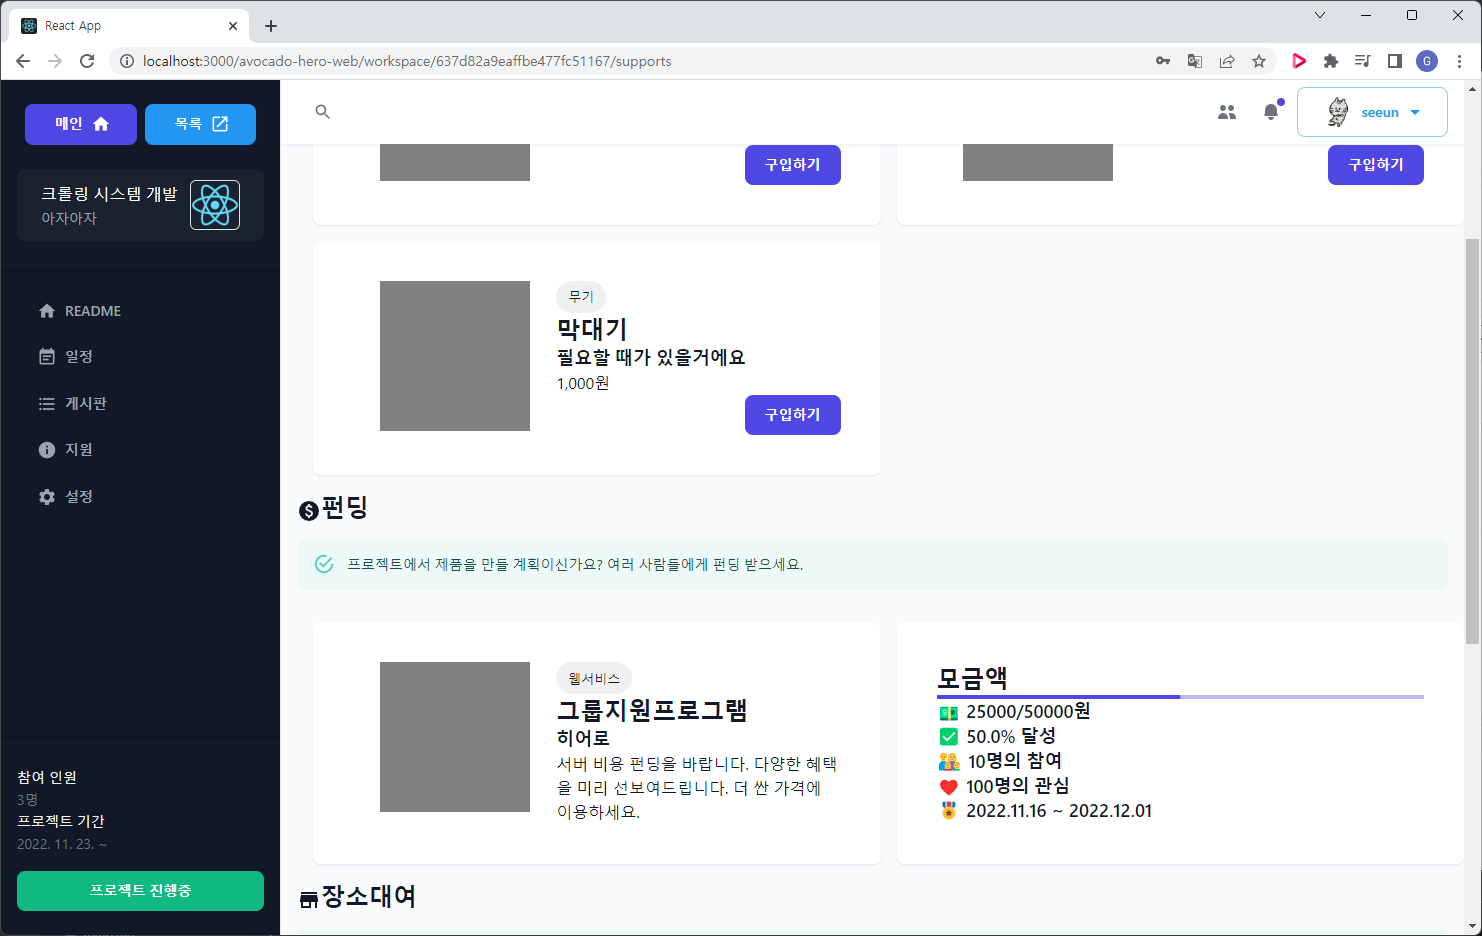 React App
localhost:3000/avocado-hero-web/workspace/637d82a9eaffbe477fc51167/supports
G
메인
목록
크롤링 시스템 개발
아자아자
README
일정
게시판
지원
설정
참여 인원
3명
프로젝트 기간
2022. 11. 23. ~
프로젝트 진행중
seeun
구입하기
구입하기
무기
막대기
필요할 때가 있을거에요
1,000원
구입하기
펀딩
프로젝트에서 제품을 만들 계획이신가요? 여러 사람들에게 펀딩 받으세요.
웹서비스
그룹지원프로그램
히어로
서버 비용 펀딩을 바랍니다. 다양한 혜택
을 미리 선보여드립니다. 더 싼 가격에
이용하세요.
모금액
25000/50000원
50.0% 달성
10명의 참여
100명의 관심
2022.11.16 ~ 2022.12.01
장소대여